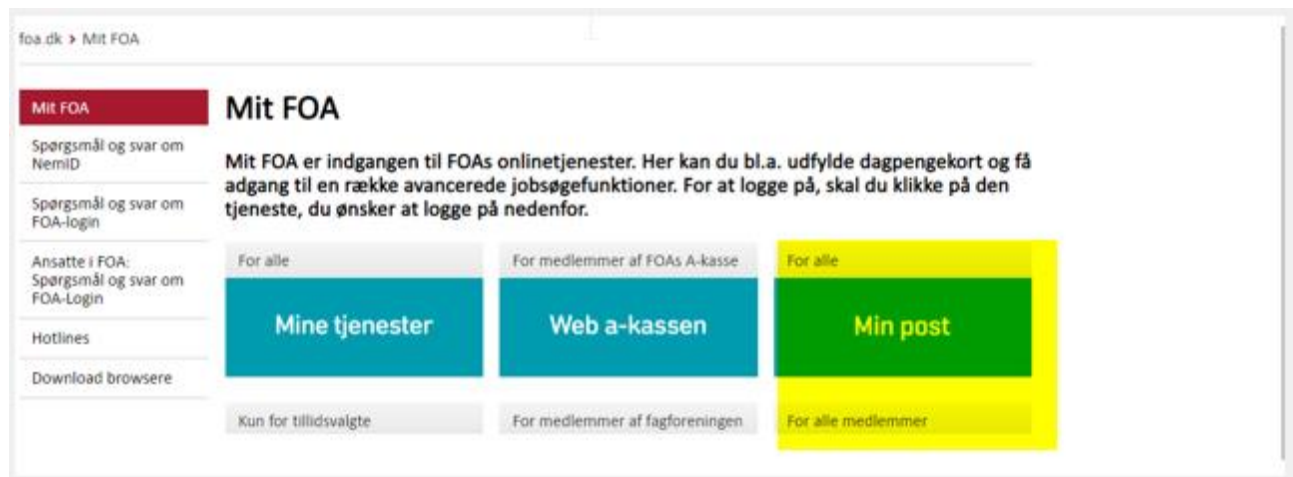 foa.dk > Mit FOA
Mit FOA
Spørgsmål og svar om
NemID
Spørgsmål og svar om
FOA-login
Ansatte i FOA:
Spørgsmål og svar om
FOA-Login
Hotlines
Download browsere
Mit FOA
Mit FOA er indgangen til FOAs onlinetjenester. Her kan du bl.a. udfylde dagpengekort og få
adgang til en række avancerede jobsøgefunktioner. For at logge på, skal du klikke på den
tjeneste, du ønsker at logge på nedenfor.
For alle
For medlemmer af FOAs A-kasse
For alle
Mine tjenester
Web a-kassen
Min post
Kun for tillidsvalgte
For medlemmer af fagforeningen
For alle medlemmer